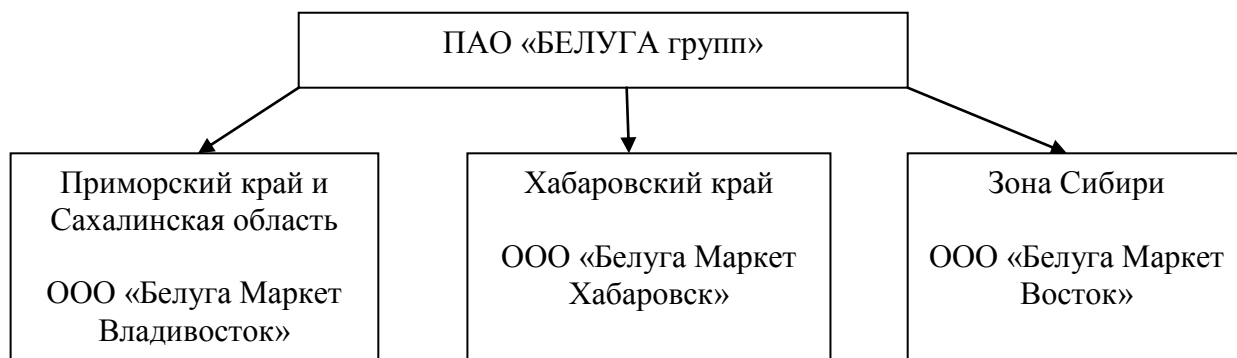 ПАО «БЕЛУГА групп»
Приморский край и
Сахалинская область
ООО «Белуга Маркет
Владивосток»
Хабаровский край
ООО «Белуга Маркет
Хабаровск»
Зона Сибири
ООО «Белуга Маркет
Восток»